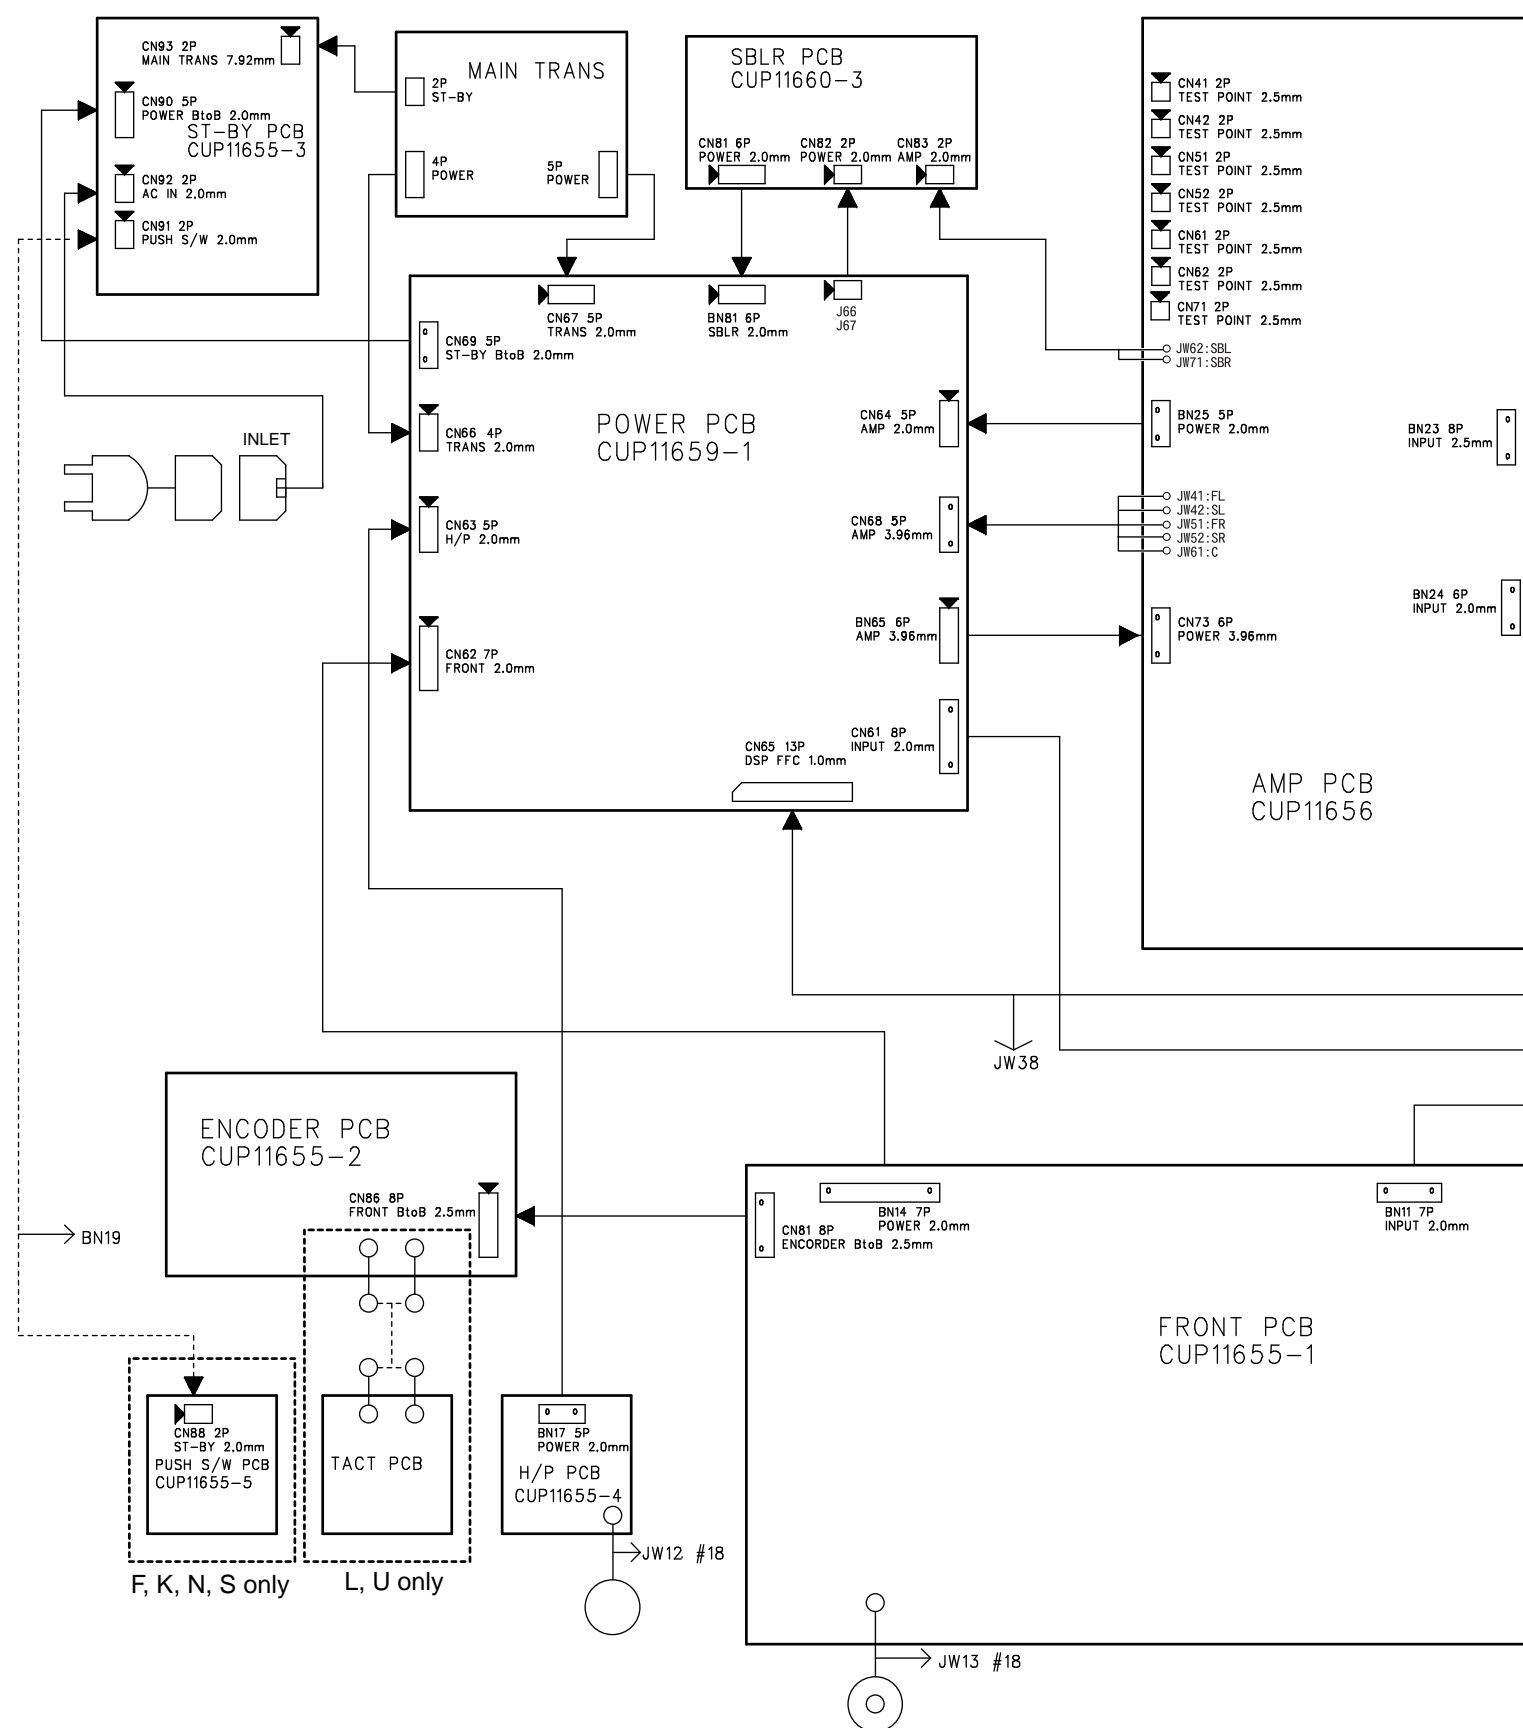 CN93 2P
MAIN TRANS 7.92mm
CN90 5P
POWER BtoB 2.0mm
ST-BY PCB
CUP11655-3
CN92 2P
AC IN 2.0mm
CN91 2P
PUSH S/W 2.0mm
MAIN TRANS
2P
ST-BY
4P
POWER
5P
POWER
SBLR PCB
CUP11660-3
CN81 6P
POWER 2.0mm
CN82 2P
POWER 2.0mm
CN83 2P
AMP 2.0mm
CN41 2P
TEST POINT 2.5mm
CN42 2P
TEST POINT 2.5mm
CN51 2P
TEST POINT 2.5mm
CN52 2P
TEST POINT 2.5mm
CN61 2P
TEST POINT 2.5mm
CN62 2P
TEST POINT 2.5mm
CN71 2P
TEST POINT 2.5mm
JW62:SBL
JW71:SBR
CN67 5P
TRANS 2.0mm
BN81 6P
SBLR 2.0mm
J66
J67
CN69 5P
ST-BY BtoB 2.0mm
POWER PCB
CUP11659-1
CN64 5P
AMP 2.0mm
BN25 5P
POWER 2.0mm
BN23 8P
INPUT 2.5mm
INLET
CN66 4P
TRANS 2.0mm
CN63 5P
H/P 2.0mm
CN68 5P
AMP 3.96mm
JW41:FL
JW42:SL
JW51:FR
JW52:SR
JW61:C
BN24 6P
INPUT 2.0mm
CN62 7P
FRONT 2.0mm
BN65 6P
AMP 3.96mm
CN73 6P
POWER 3.96mm
CN65 13P
DSP FFC 1.0mm
CN61 8P
INPUT 2.0mm
AMP PCB
CUP11656
JW38
ENCODER PCB
CUP11655-2
CN86 8P
FRONT BtoB 2.5mm
BN19
CN81 8P
ENCORDER BtoB 2.5mm
BN14 7P
POWER 2.0mm
BN11 7P
INPUT 2.0mm
FRONT PCB
CUP11655-1
CN88 2P
ST-BY 2.0mm
PUSH S/W PCB
CUP11655-5
TACT PCB
BN17 5P
POWER 2.0mm
H/P PCB
CUP11655-4
JW12 #18
F, K, N, S only
L, U only
JW13 #18